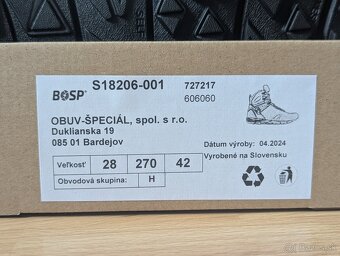 BOSP®
S18206-001
727217
606060
OBUV-ŠPECIÁL, spol. s r.o.
Duklianska 19
085 01 Bardejov
Dátum výroby: 04.2024
Vyrobené na Slovensku
Veľkosť 28 270 42
Obvodová skupina: H